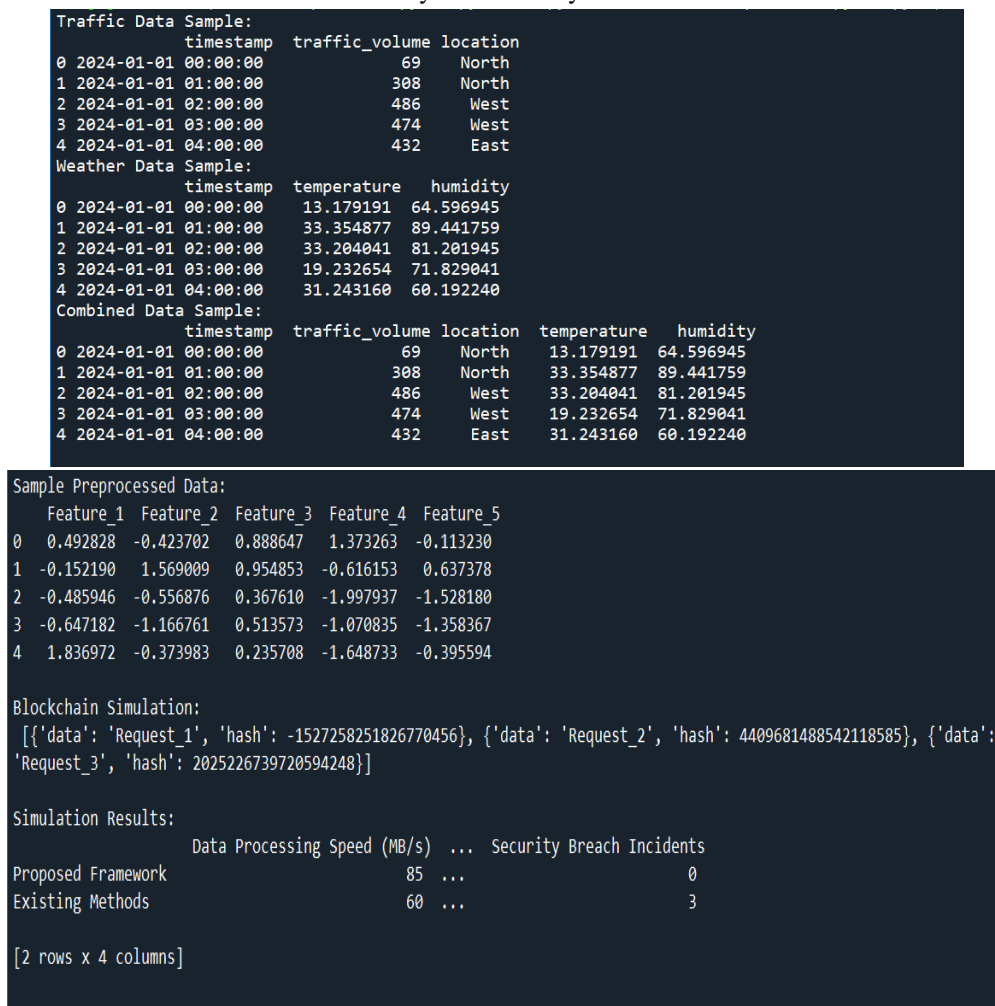 Traffic Data Sample:
timestamp traffic_volume location
0 2024-01-01 00:00:00 69 North
1 2024-01-01 01:00:00 308 North
2 2024-01-01 02:00:00 486 West
3 2024-01-01 03:00:00 474 West
4 2024-01-01 04:00:00 432 East
Weather Data Sample:
timestamp temperature humidity
0 2024-01-01 00:00:00 13.179191 64.596945
1 2024-01-01 01:00:00 33.354877 89.441759
2 2024-01-01 02:00:00 33.204041 81.201945
3 2024-01-01 03:00:00 19.232654 71.829041
4 2024-01-01 04:00:00 31.243160 60.192240
Combined Data Sample:
timestamp traffic_volume location temperature humidity
0 2024-01-01 00:00:00 69 North 13.179191 64.596945
1 2024-01-01 01:00:00 308 North 33.354877 89.441759
2 2024-01-01 02:00:00 486 West 33.204041 81.201945
3 2024-01-01 03:00:00 474 West 19.232654 71.829041
4 2024-01-01 04:00:00 432 East 31.243160 60.192240
Sample Preprocessed Data:
Feature_1 Feature_2 Feature_3 Feature_4 Feature_5
0 0.492828 -0.423702 0.888647 1.373263 -0.113230
1 -0.152190 1.569009 0.954853 -0.616153 0.637378
2 -0.485946 -0.556876 0.367610 -1.997937 -1.528180
3 -0.647182 -1.166761 0.513573 -1.070835 -1.358367
4 1.836972 -0.373983 0.235708 -1.648733 -0.395594
Blockchain Simulation:
[{'data': 'Request_1', 'hash': -1527258251826770456}, {'data': 'Request_2', 'hash': 4409681488542118585}, {'data':
'Request_3', 'hash': 2025226739720594248}]
Simulation Results:
Data Processing Speed (MB/s) ... Security Breach Incidents
Proposed Framework 85 ... 0
Existing Methods 60 ... 3
[2 rows x 4 columns]